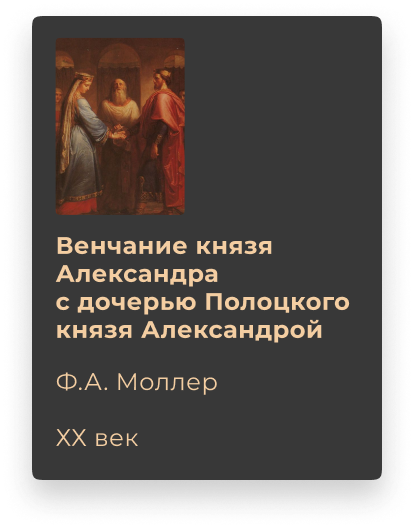 Венчание князя
Александра
с дочерью Полоцкого
князя Александрой
Ф.А. Моллер
XX век